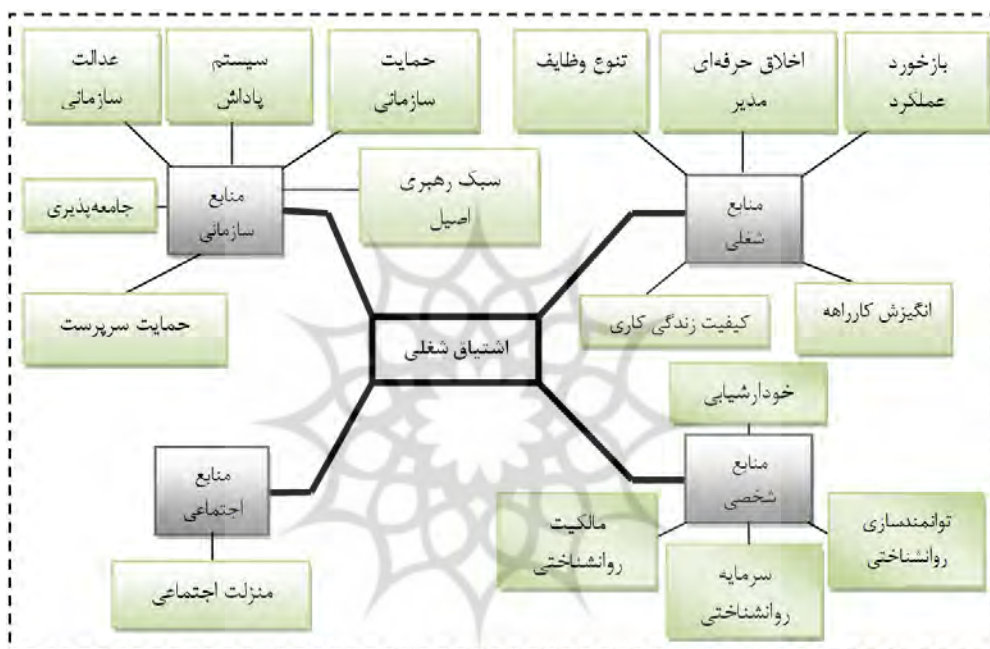 بازخورد
عملکرد
اخلاق حرفه‌ای
مدیر
تنوع وظایف
حمایت
سازمانی
سیستم
پاداش
عدالت
سازمانی
منابع
شغلی
سبک رهبری
اصیل
منابع
سازمانی
جامعه‌پذیری
انگیزش کارراهه
کیفیت زندگی کاری
حمایت سرپرست
اشتیاق شغلی
خودارشیابی
منابع
شخصی
منابع
اجتماعی
توانمندسازی
روانشناختی
مالکیت
روانشناختی
سرمایه
روانشناختی
منزلت اجتماعی